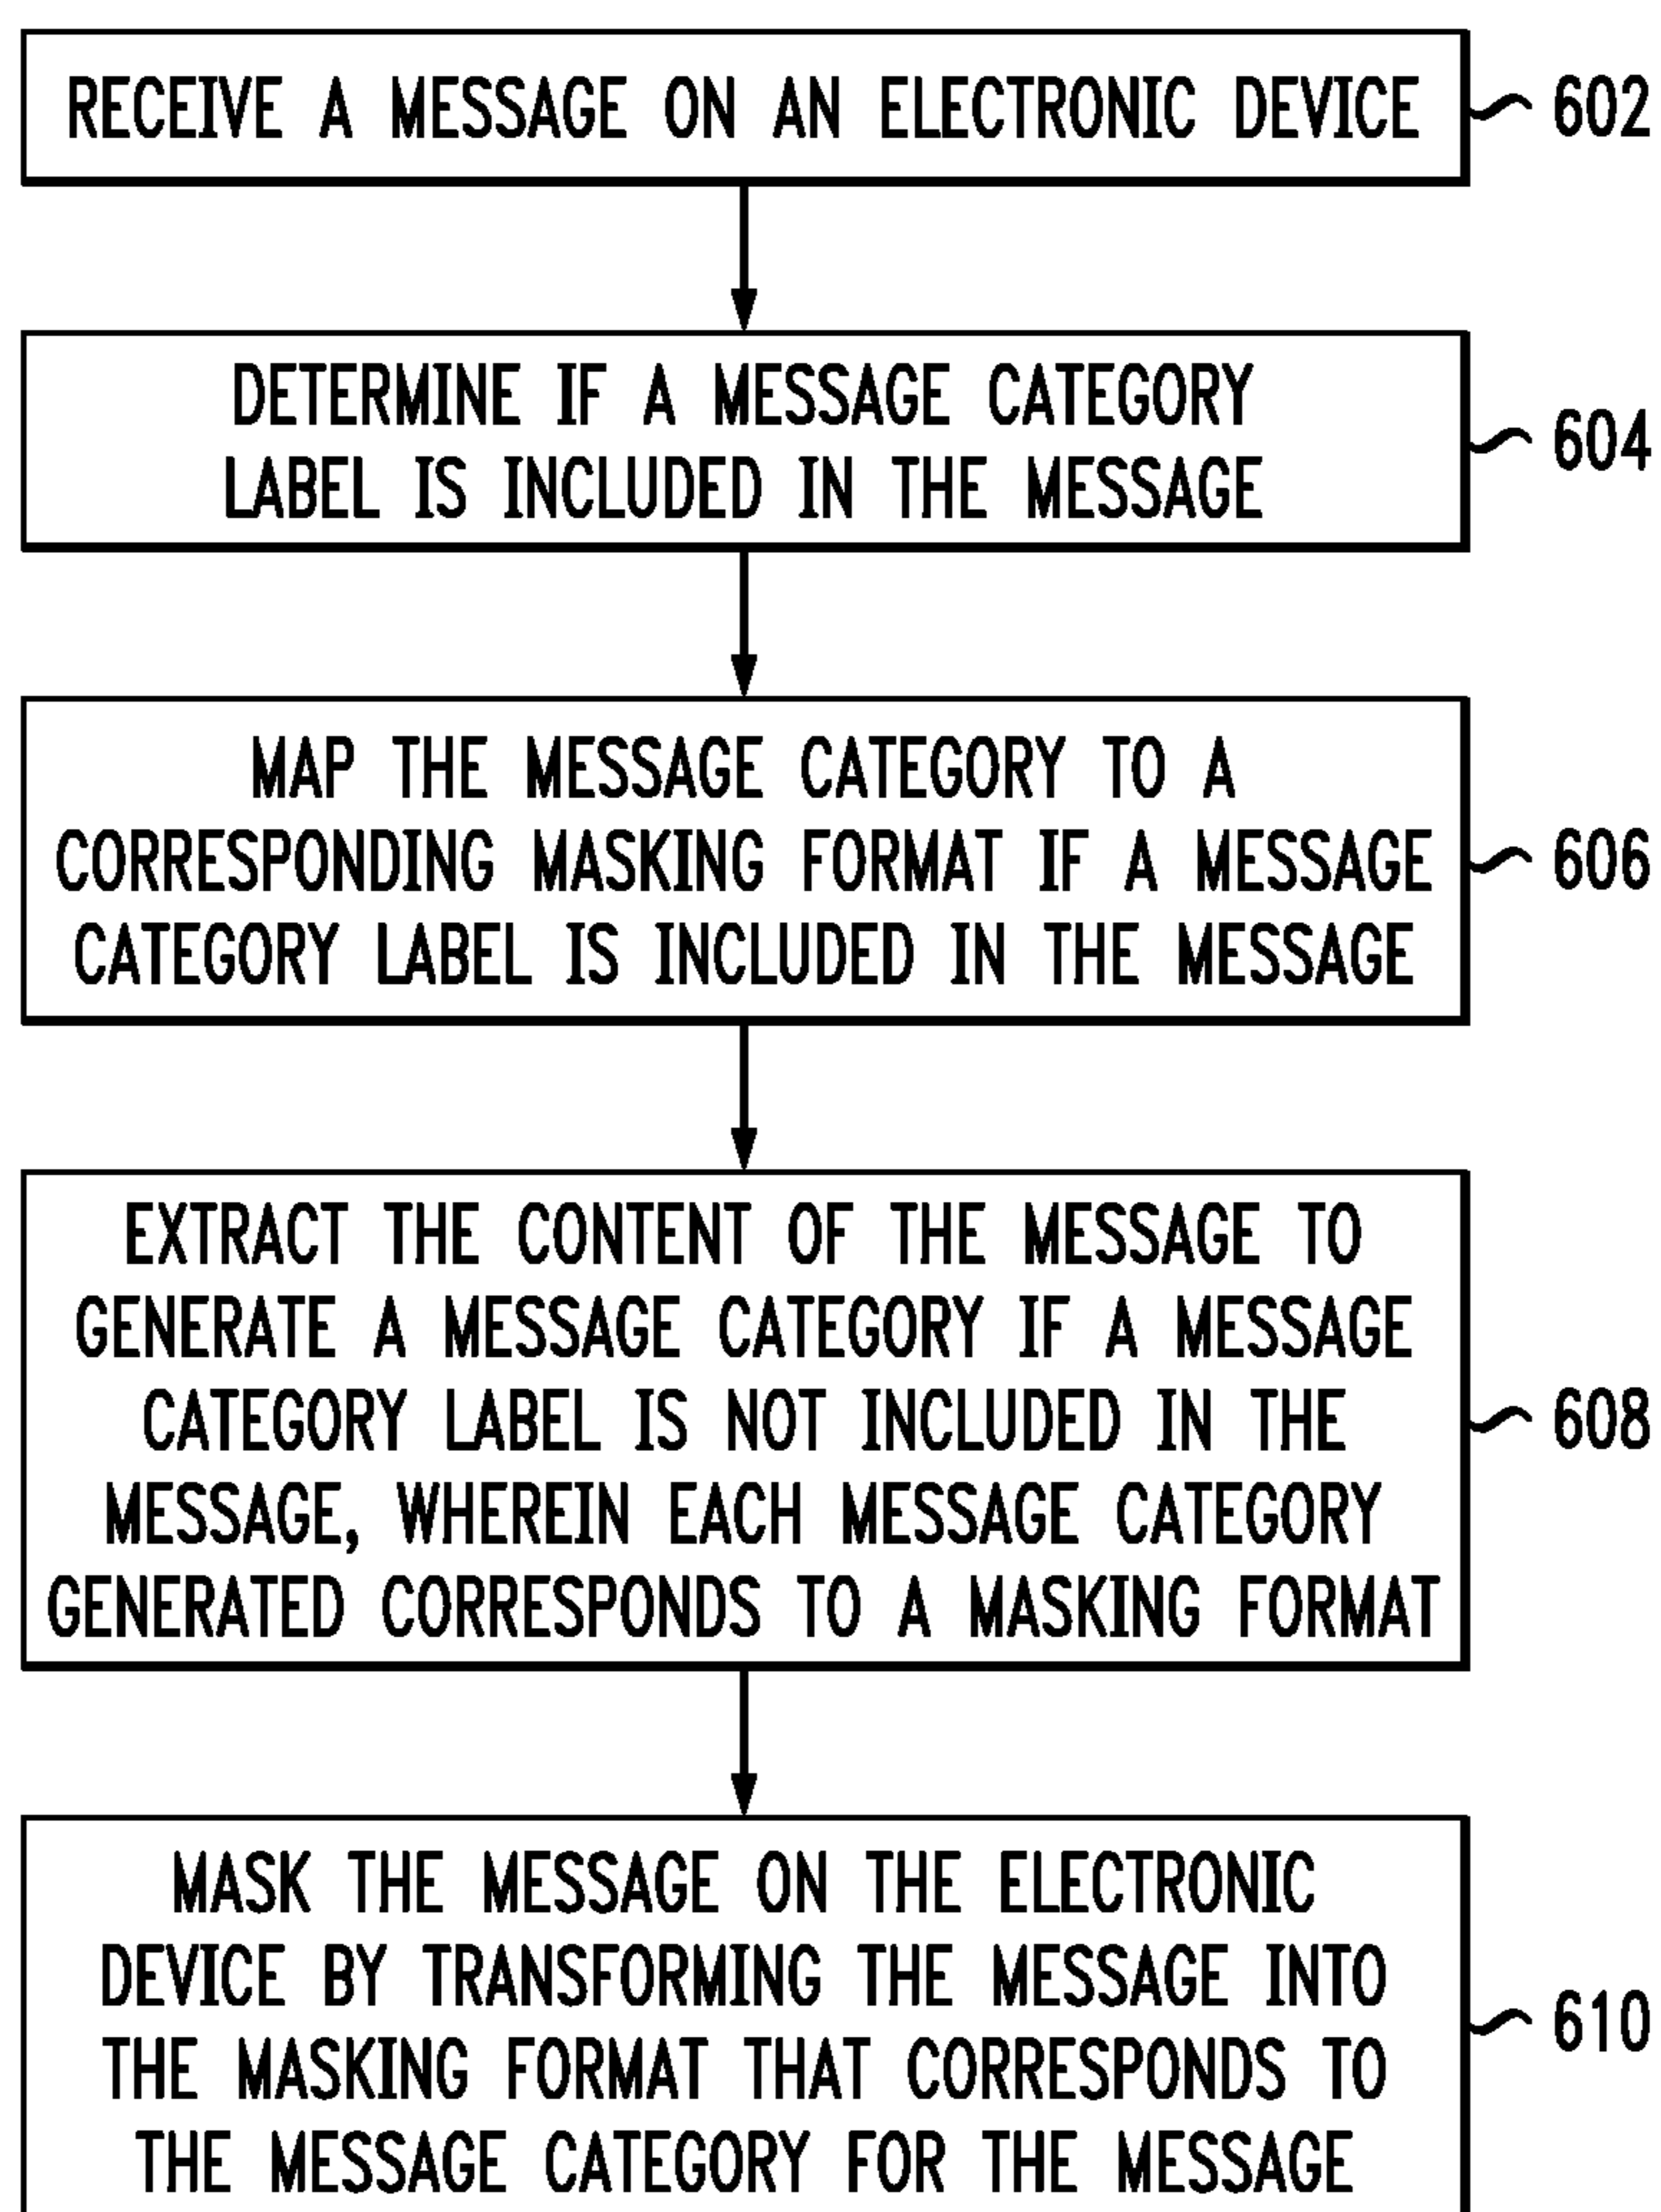 RECEIVE A MESSAGE ON AN ELECTRONIC DEVICE
602
DETERMINE IF A MESSAGE CATEGORY
LABEL IS INCLUDED IN THE MESSAGE
604
MAP THE MESSAGE CATEGORY TO A
CORRESPONDING MASKING FORMAT IF A MESSAGE
CATEGORY LABEL IS INCLUDED IN THE MESSAGE
606
EXTRACT THE CONTENT OF THE MESSAGE TO
GENERATE A MESSAGE CATEGORY IF A MESSAGE
CATEGORY LABEL IS NOT INCLUDED IN THE
MESSAGE, WHEREIN EACH MESSAGE CATEGORY
GENERATED CORRESPONDS TO A MASKING FORMAT
608
MASK THE MESSAGE ON THE ELECTRONIC
DEVICE BY TRANSFORMING THE MESSAGE INTO
THE MASKING FORMAT THAT CORRESPONDS TO
THE MESSAGE CATEGORY FOR THE MESSAGE
610